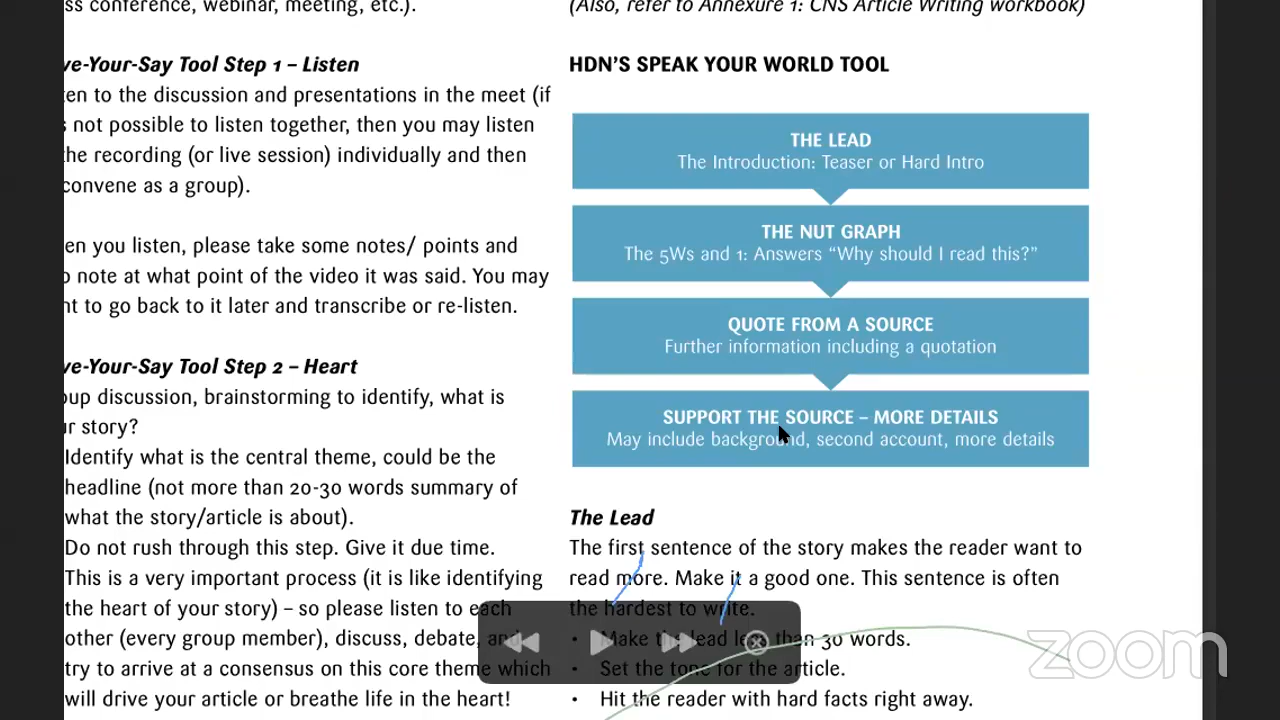 ss conference, webinar, meeting, etc.).
ve-Your-Say Tool Step 1 – Listen
ten to the discussion and presentations in the meet (if
s not possible to listen together, then you may listen
the recording (or live session) individually and then
convene as a group).
en you listen, please take some notes/ points and
o note at what point of the video it was said. You may
nt to go back to it later and transcribe or re-listen.
ve-Your-Say Tool Step 2 – Heart
oup discussion, brainstorming to identify, what is
ur story?
Identify what is the central theme, could be the
headline (not more than 20-30 words summary of
what the story/article is about).
Do not rush through this step. Give it due time.
This is a very important process (it is like identifying
the heart of your story) – so please listen to each
other (every group member), discuss, debate, and
try to arrive at a consensus on this core theme which
will drive your article or breathe life in the heart!
(Also, refer to Annexure 1: CNS Article Writing workbook)
HDN'S SPEAK YOUR WORLD TOOL
THE LEAD
The Introduction: Teaser or Hard Intro
THE NUT GRAPH
The 5Ws and 1: Answers “Why should I read this?”
QUOTE FROM A SOURCE
Further information including a quotation
SUPPORT THE SOURCE – MORE DETAILS
May include background, second account, more details
The Lead
The first sentence of the story makes the reader want to
read more. Make it a good one. This sentence is often
the hardest to write.
• Make the lead less than 30 words.
• Set the tone for the article.
• Hit the reader with hard facts right away.
zoom